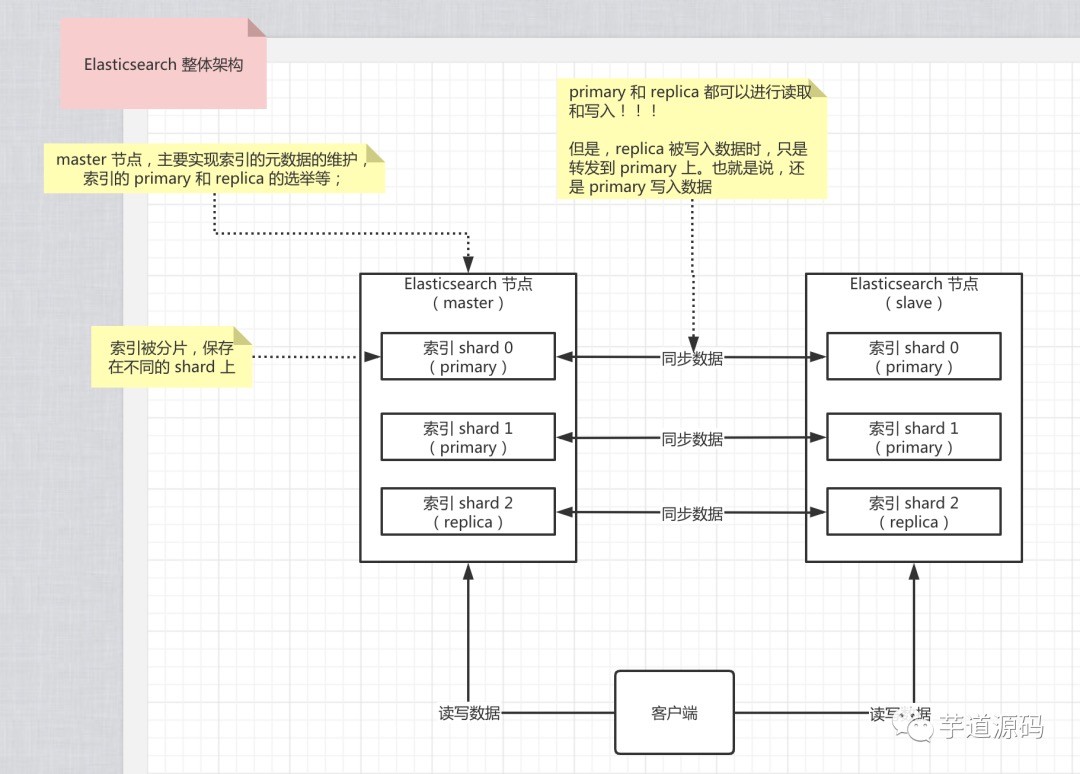 Elasticsearch 整体架构
primary 和 replica 都可以进行读取
和写入！！！
但是，replica 被写入数据时，只是
转发到 primary 上。也就是说，还
是 primary 写入数据
master 节点，主要实现索引的元数据的维护，
索引的 primary 和 replica 的选举等；
Elasticsearch 节点
（master）
Elasticsearch 节点
（slave）
索引被分片，保存
在不同的 shard 上
索引 shard 0
（primary）
同步数据
索引 shard 0
（primary）
索引 shard 1
（primary）
同步数据
索引 shard 1
（primary）
索引 shard 2
（replica）
同步数据
索引 shard 2
（replica）
读写数据
客户端
读写数据
芋道源码